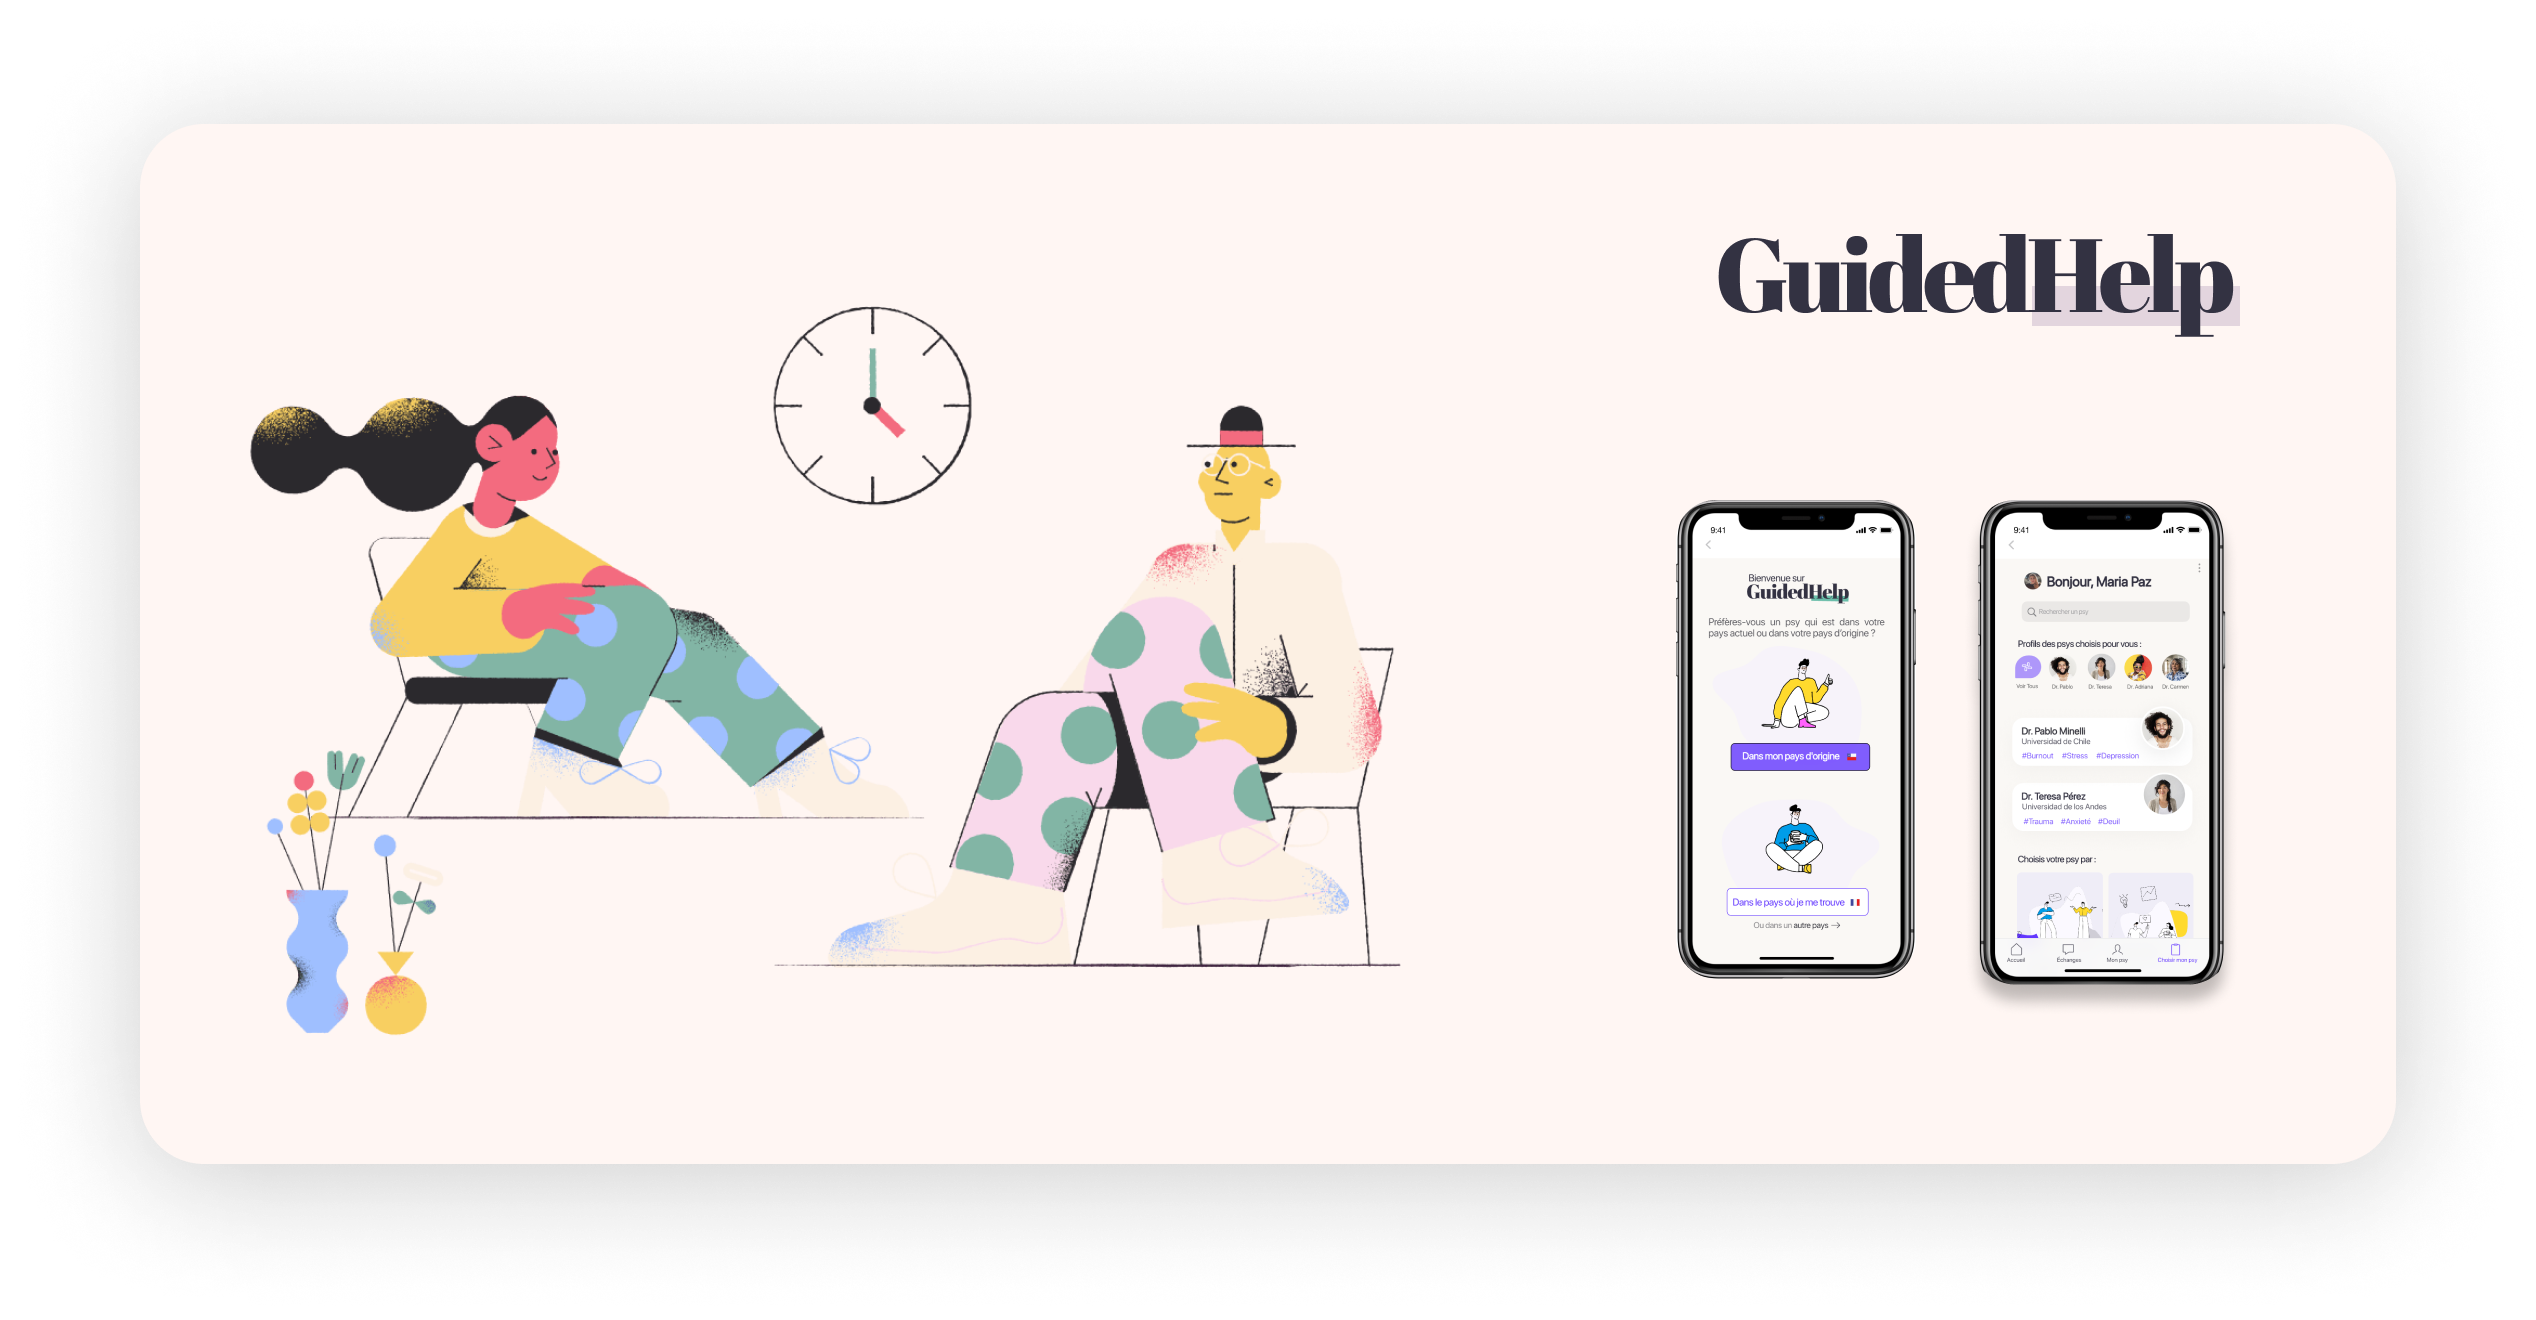 GuidedHelp
9:41
Bienvenue sur
GuidedHelp
Préfères-vous un psy qui est dans votre
pays actuel ou dans votre pays d'origine ?
Dans mon pays d'origine
Dans le pays où je me trouve
Ou dans un autre pays →
9:41
Bonjour, Maria Paz
Rechercher un psy
Profils des psys choisis pour vous :
Voir Tous
Dr. Pablo
Dr. Teresa
Dr. Adriana
Dr. Carmen
Dr. Pablo Minelli
Universidad de Chile
#Burnout #Stress #Depression
Dr. Teresa Pérez
Universidad de los Andes
#Trauma #Anxieté #Deuil
Choisis votre psy par :
Accueil
Échanges
Mon psy
Choisir mon psy